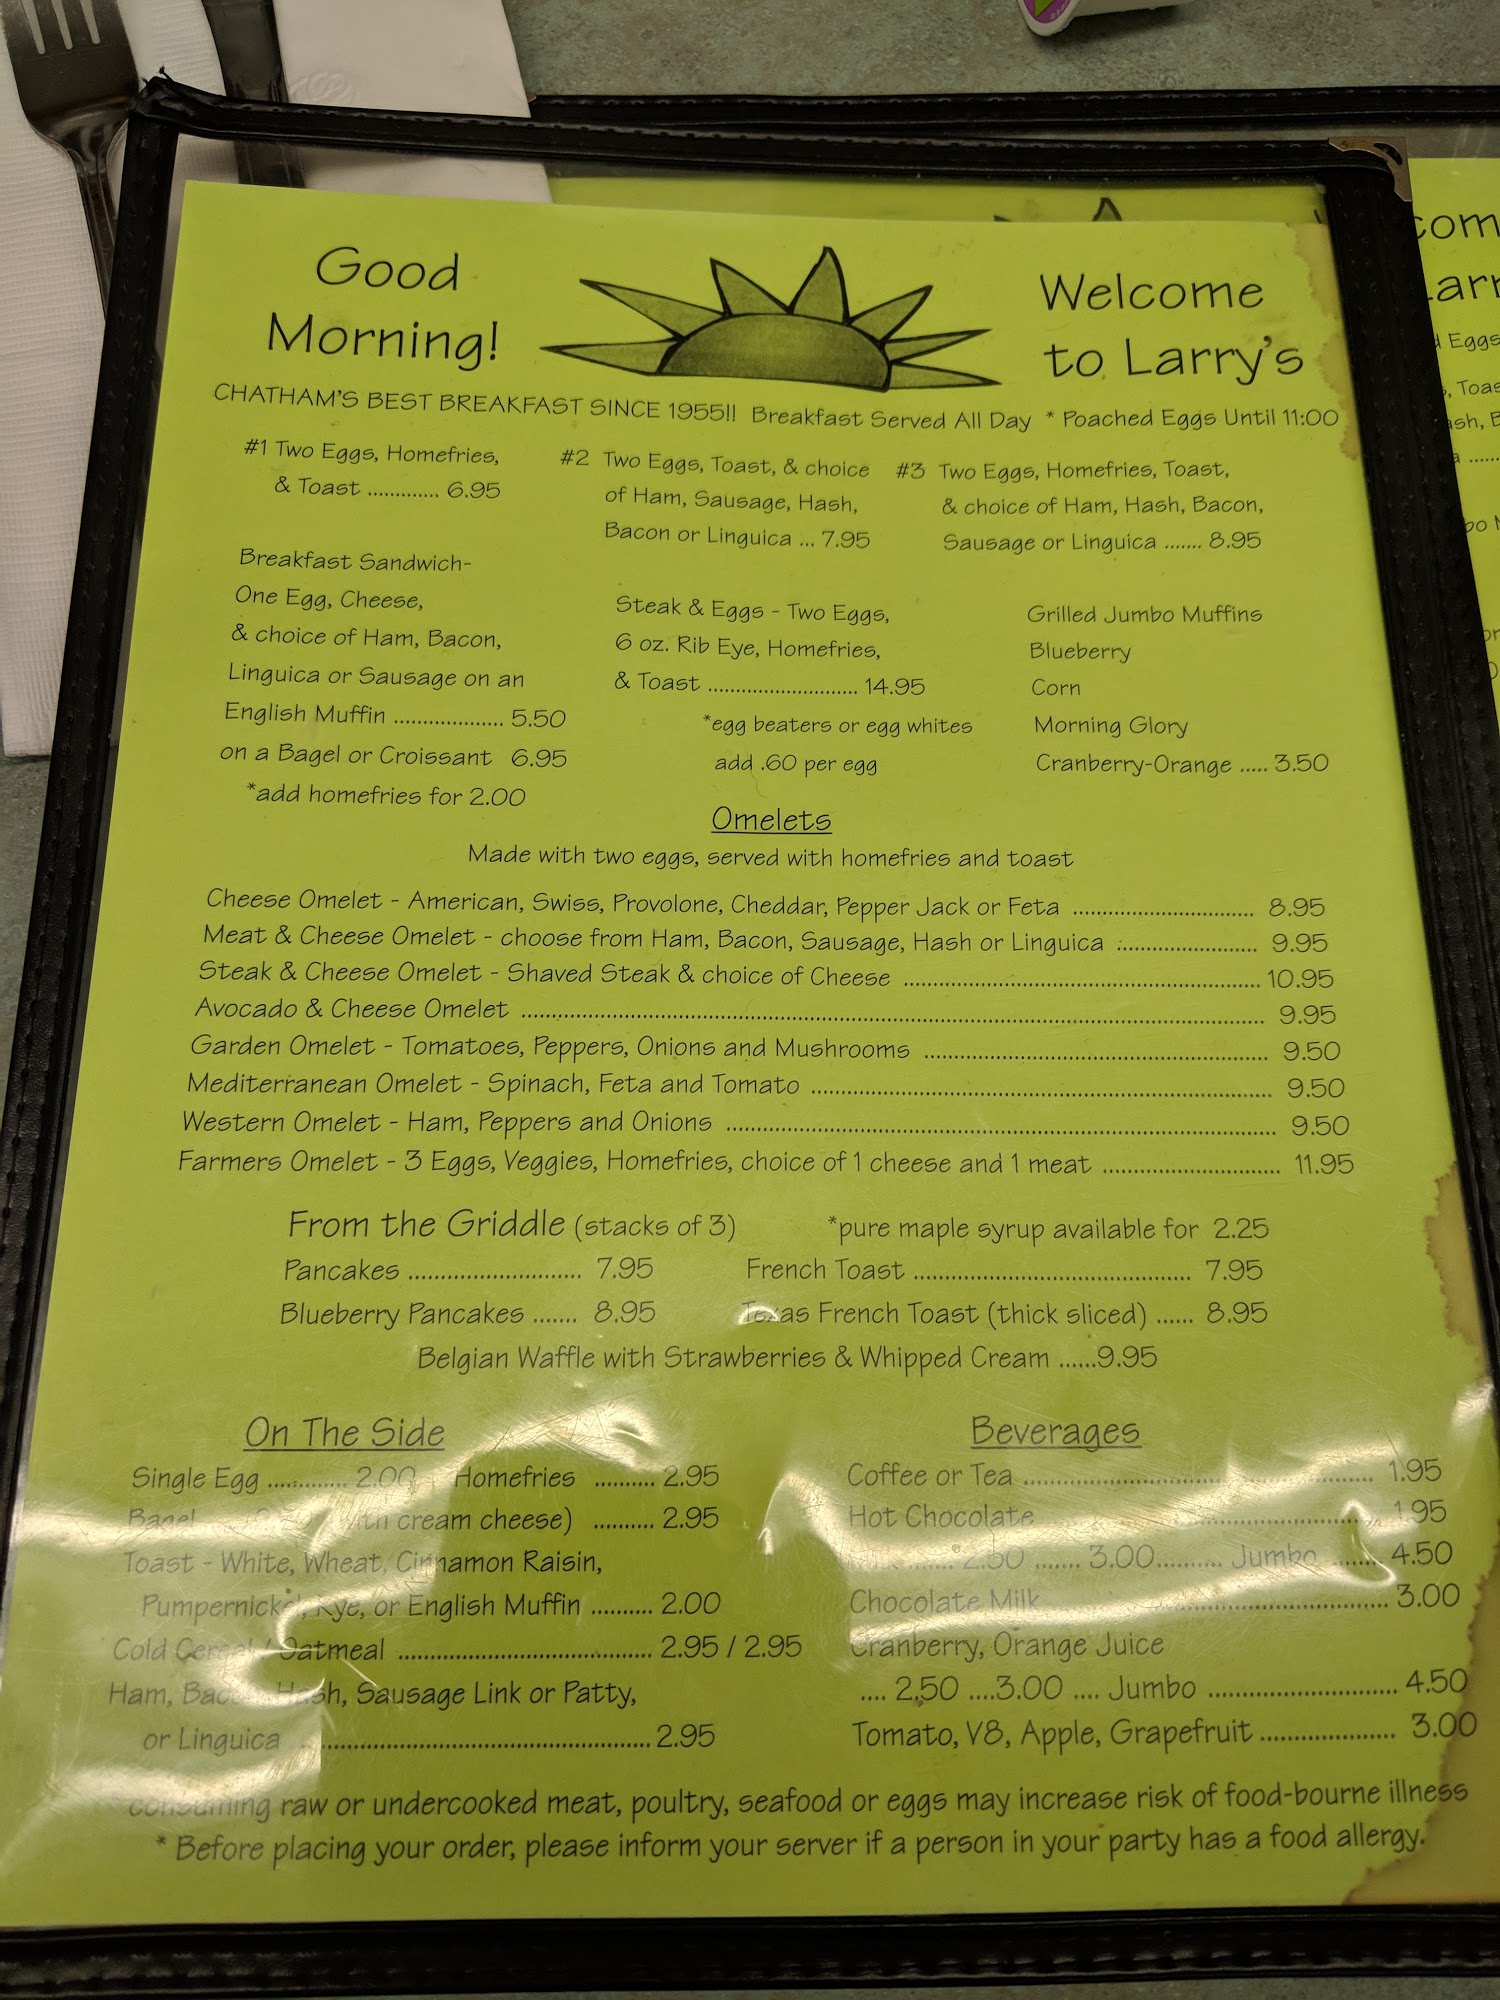 Good
Morning!
Welcome
to Larry's
CHATHAM'S BEST BREAKFAST SINCE 1955!! Breakfast Served All Day * Poached Eggs Until 11:00
#1 Two Eggs, Homefries,
& Toast ............. 6.95
#2 Two Eggs, Toast, & choice
of Ham, Sausage, Hash,
Bacon or Linguica ... 7.95
#3 Two Eggs, Homefries, Toast,
& choice of Ham, Hash, Bacon,
Sausage or Linguica ....... 8.95
Breakfast Sandwich-
One Egg, Cheese,
& choice of Ham, Bacon,
Linguica or Sausage on an
English Muffin .................... 5.50
on a Bagel or Croissant 6.95
*add homefries for 2.00
Steak & Eggs - Two Eggs,
6 oz. Rib Eye, Homefries,
& Toast ........................... 14.95
*egg beaters or egg whites
add .60 per egg
Grilled Jumbo Muffins
Blueberry
Corn
Morning Glory
Cranberry-Orange ..... 3.50
Omelets
Made with two eggs, served with homefries and toast
Cheese Omelet - American, Swiss, Provolone, Cheddar, Pepper Jack or Feta ................................. 8.95
Meat & Cheese Omelet - choose from Ham, Bacon, Sausage, Hash or Linguica .......................... 9.95
Steak & Cheese Omelet - Shaved Steak & choice of Cheese ................................................................. 10.95
Avocado & Cheese Omelet ........................................................................................................................ 9.95
Garden Omelet - Tomatoes, Peppers, Onions and Mushrooms ............................................................... 9.50
Mediterranean Omelet - Spinach, Feta and Tomato ................................................................................... 9.50
Western Omelet - Ham, Peppers and Onions ................................................................................................. 9.50
Farmers Omelet - 3 Eggs, Veggies, Homefries, choice of 1 cheese and 1 meat ................................ 11.95
From the Griddle (stacks of 3) *pure maple syrup available for 2.25
Pancakes ............................ 7.95 French Toast ............................................. 7.95
Blueberry Pancakes ....... 8.95 Texas French Toast (thick sliced) ...... 8.95
Belgian Waffle with Strawberries & Whipped Cream ......9.95
On The Side
Single Egg ............ 2.00 Homefries .......... 2.95
Bagel with cream cheese) .......... 2.95
Toast - White, Wheat, Cinnamon Raisin,
Pumpernickel, Rye, or English Muffin .......... 2.00
Cold Cereal / Oatmeal ......................................... 2.95 / 2.95
Ham, Bacon, Hash, Sausage Link or Patty,
or Linguica ..................................................... 2.95
Beverages
Coffee or Tea ........................................................ 1.95
Hot Chocolate ...................................................... 1.95
2.50 ....... 3.00.......... Jumbo ....... 4.50
Chocolate Milk ....................................................... 3.00
Cranberry, Orange Juice
.... 2.50 ....3.00 .... Jumbo .............................. 4.50
Tomato, V8, Apple, Grapefruit ..................... 3.00
consuming raw or undercooked meat, poultry, seafood or eggs may increase risk of food-bourne illness
* Before placing your order, please inform your server if a person in your party has a food allergy.